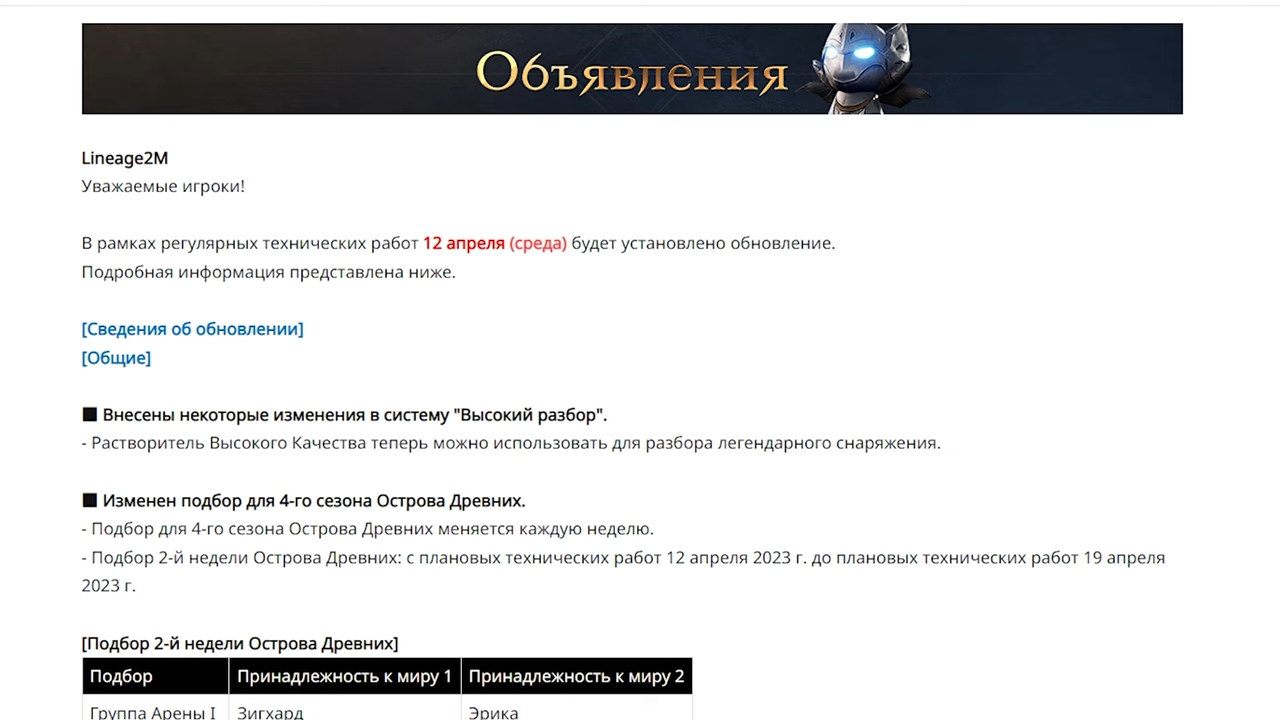 Объявления
Lineage2M
Уважаемые игроки!
В рамках регулярных технических работ 12 апреля (среда) будет установлено обновление.
Подробная информация представлена ниже.
[Сведения об обновлении]
[Общие]
■ Внесены некоторые изменения в систему "Высокий разбор".
- Растворитель Высокого Качества теперь можно использовать для разбора легендарного снаряжения.
■ Изменен подбор для 4-го сезона Острова Древних.
- Подбор для 4-го сезона Острова Древних меняется каждую неделю.
- Подбор 2-й недели Острова Древних: с плановых технических работ 12 апреля 2023 г. до плановых технических работ 19 апреля
2023 г.
[Подбор 2-й недели Острова Древних]
Подбор Принадлежность к миру 1 Принадлежность к миру 2
Группа Арены I Зигхард Эрика